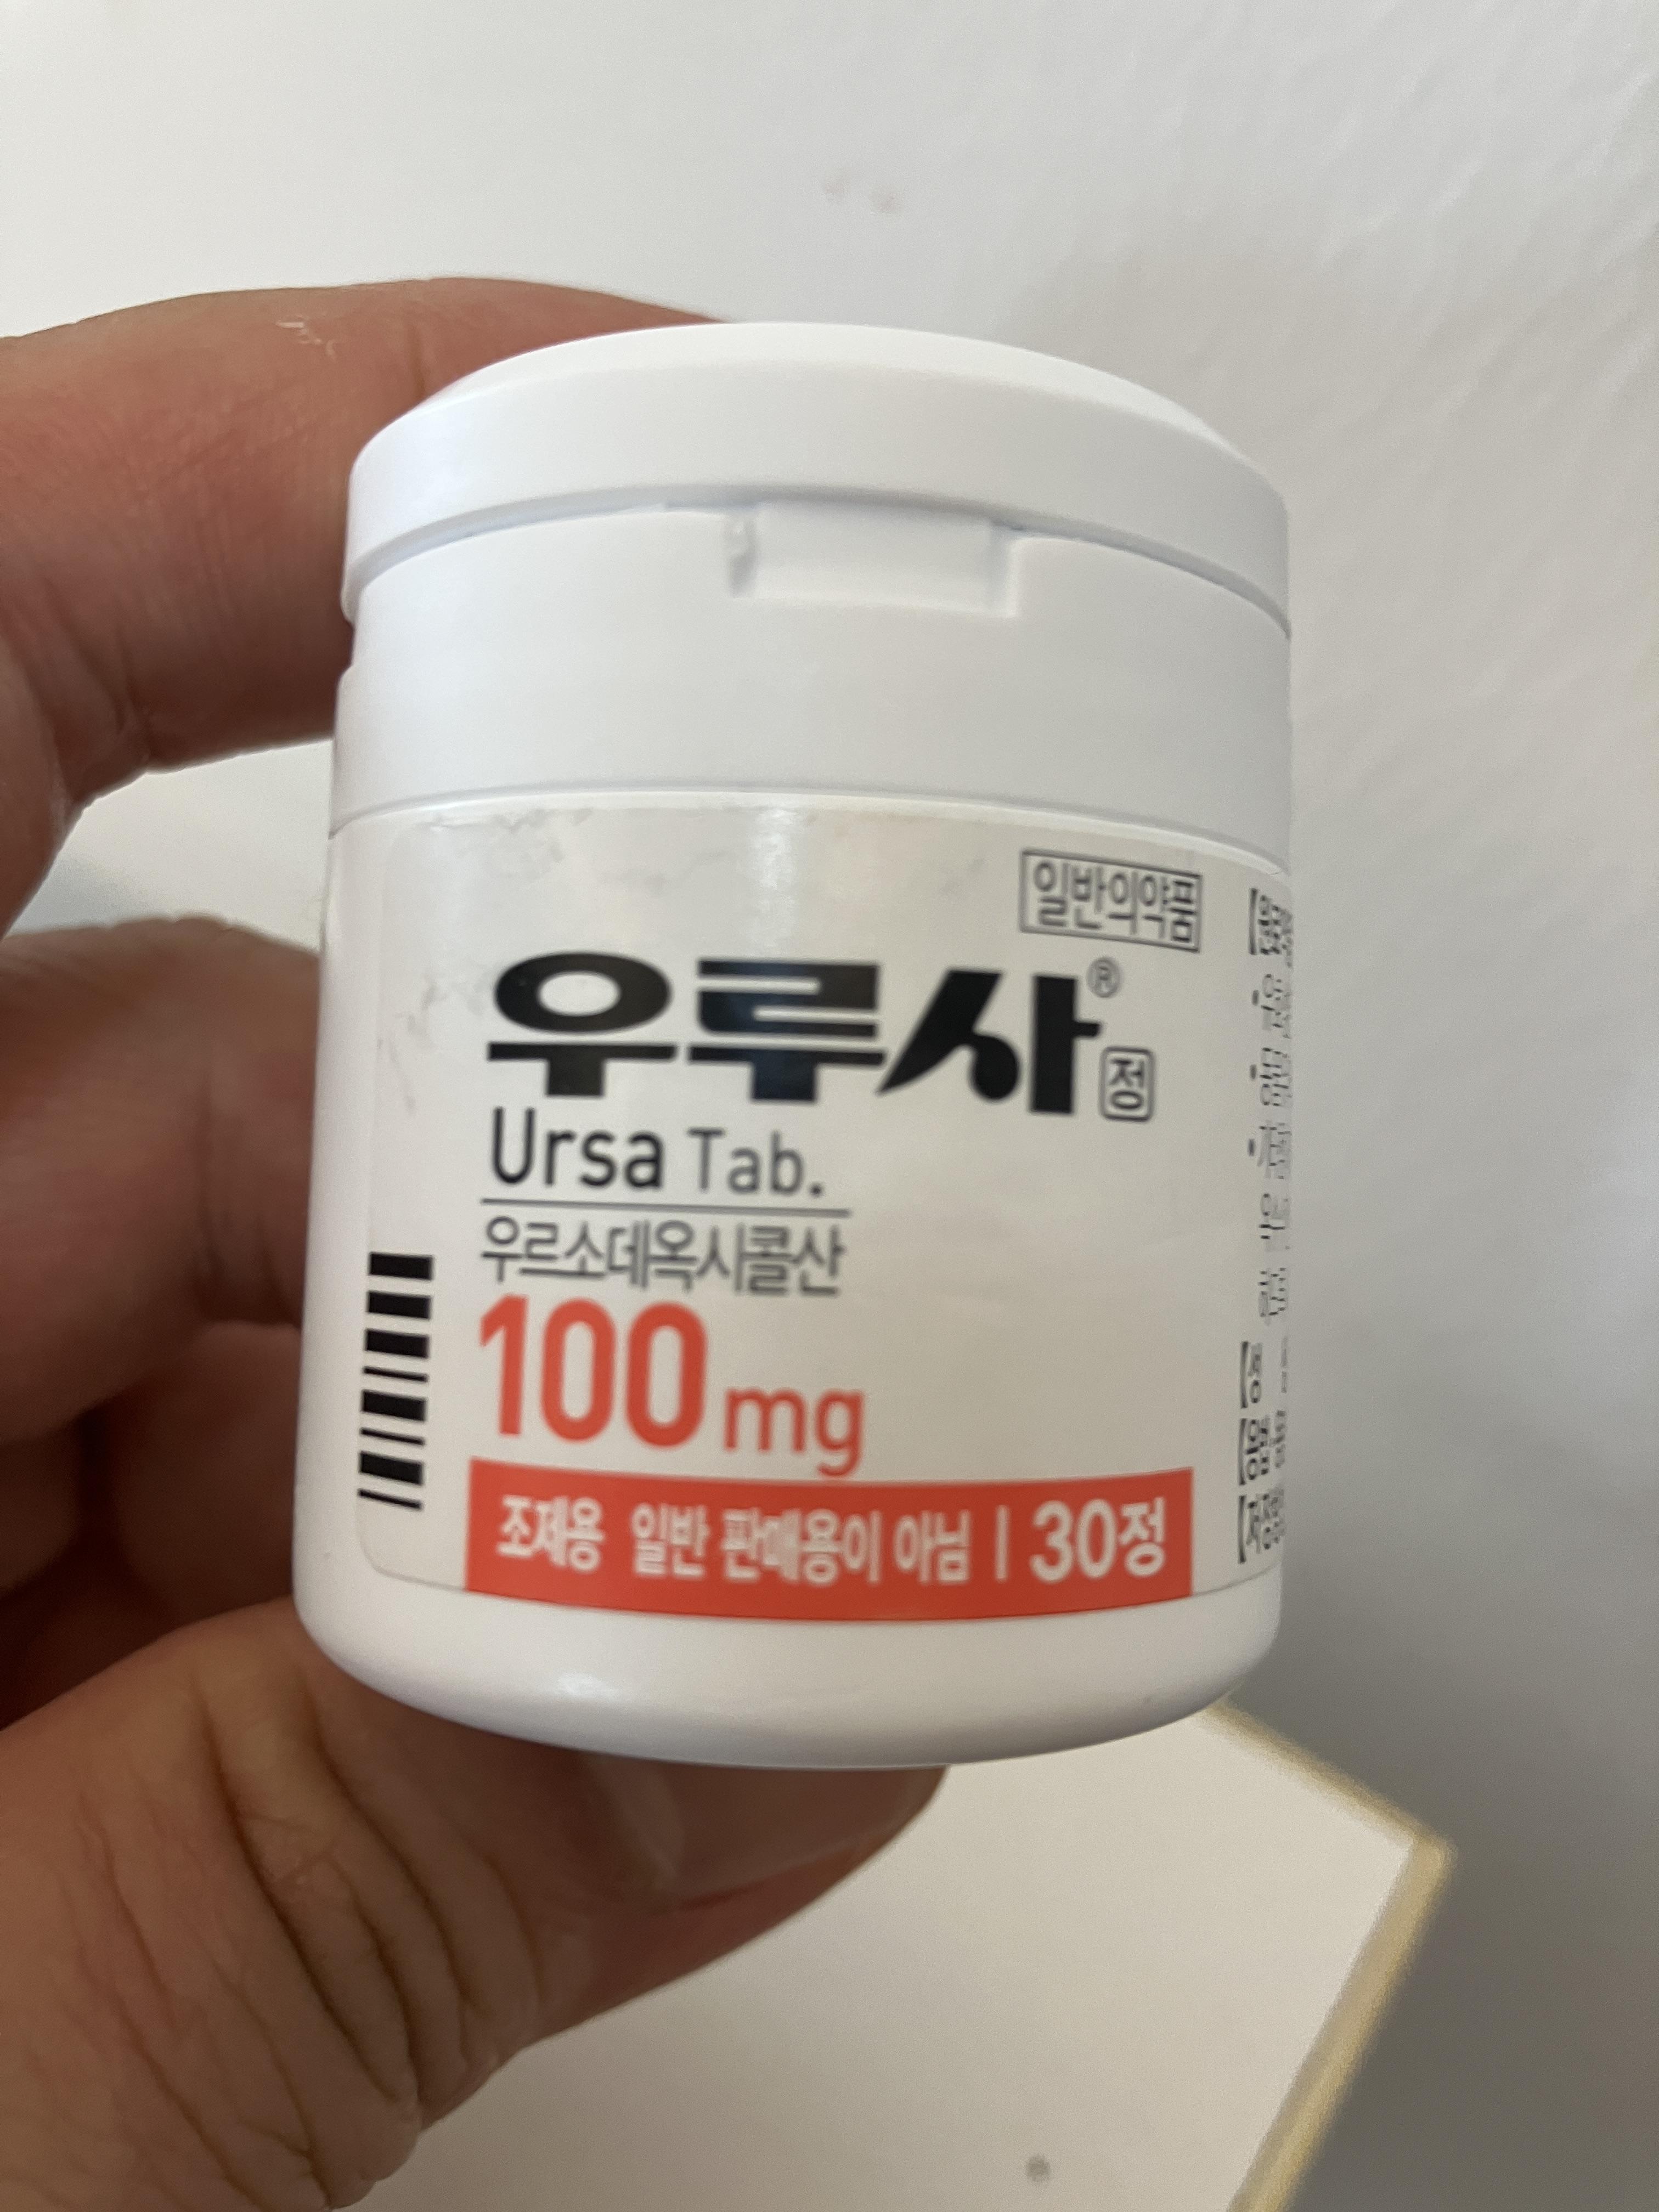 일반의약품
우루사® 정
Ursa Tab.
우르소데옥시콜산
100mg
조제용 일반 판매용이 아님 | 30정